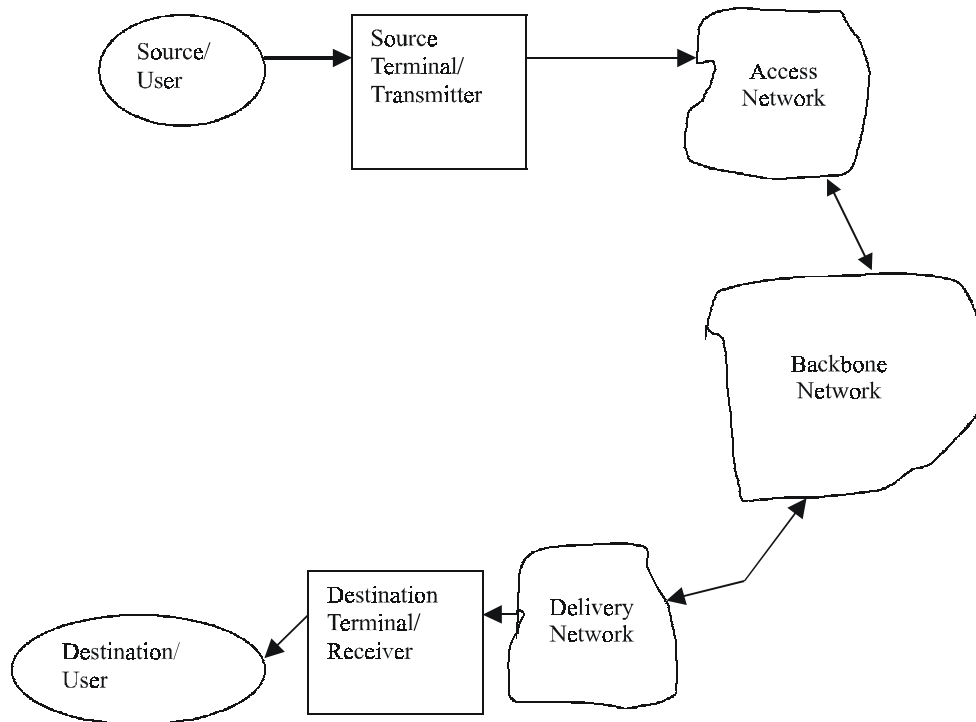 Source/
User
Source
Terminal/
Transmitter
Access
Network
Backbone
Network
Delivery
Network
Destination
Terminal/
Receiver
Destination/
User